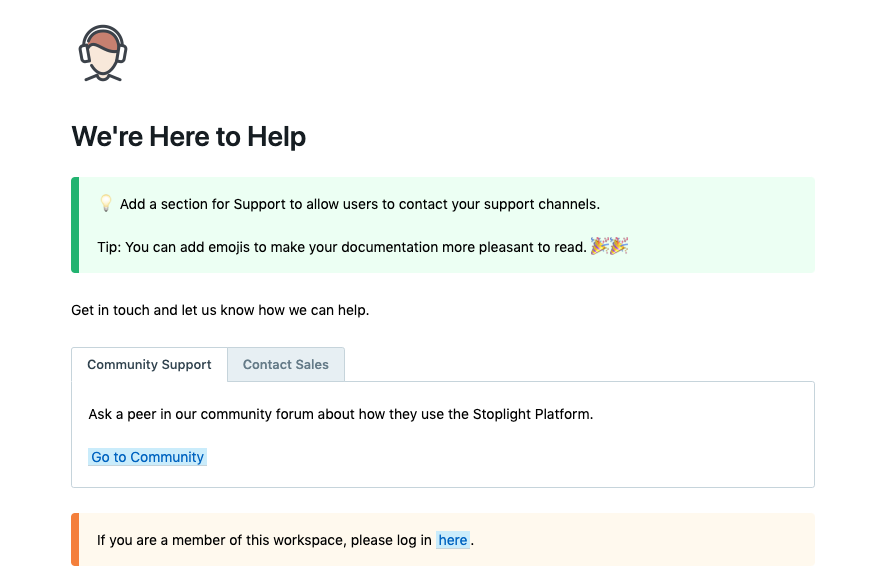 We're Here to Help
💡 Add a section for Support to allow users to contact your support channels.
Tip: You can add emojis to make your documentation more pleasant to read. 🎉🎉
Get in touch and let us know how we can help.
Community Support
Contact Sales
Ask a peer in our community forum about how they use the Stoplight Platform.
Go to Community
If you are a member of this workspace, please log in here.